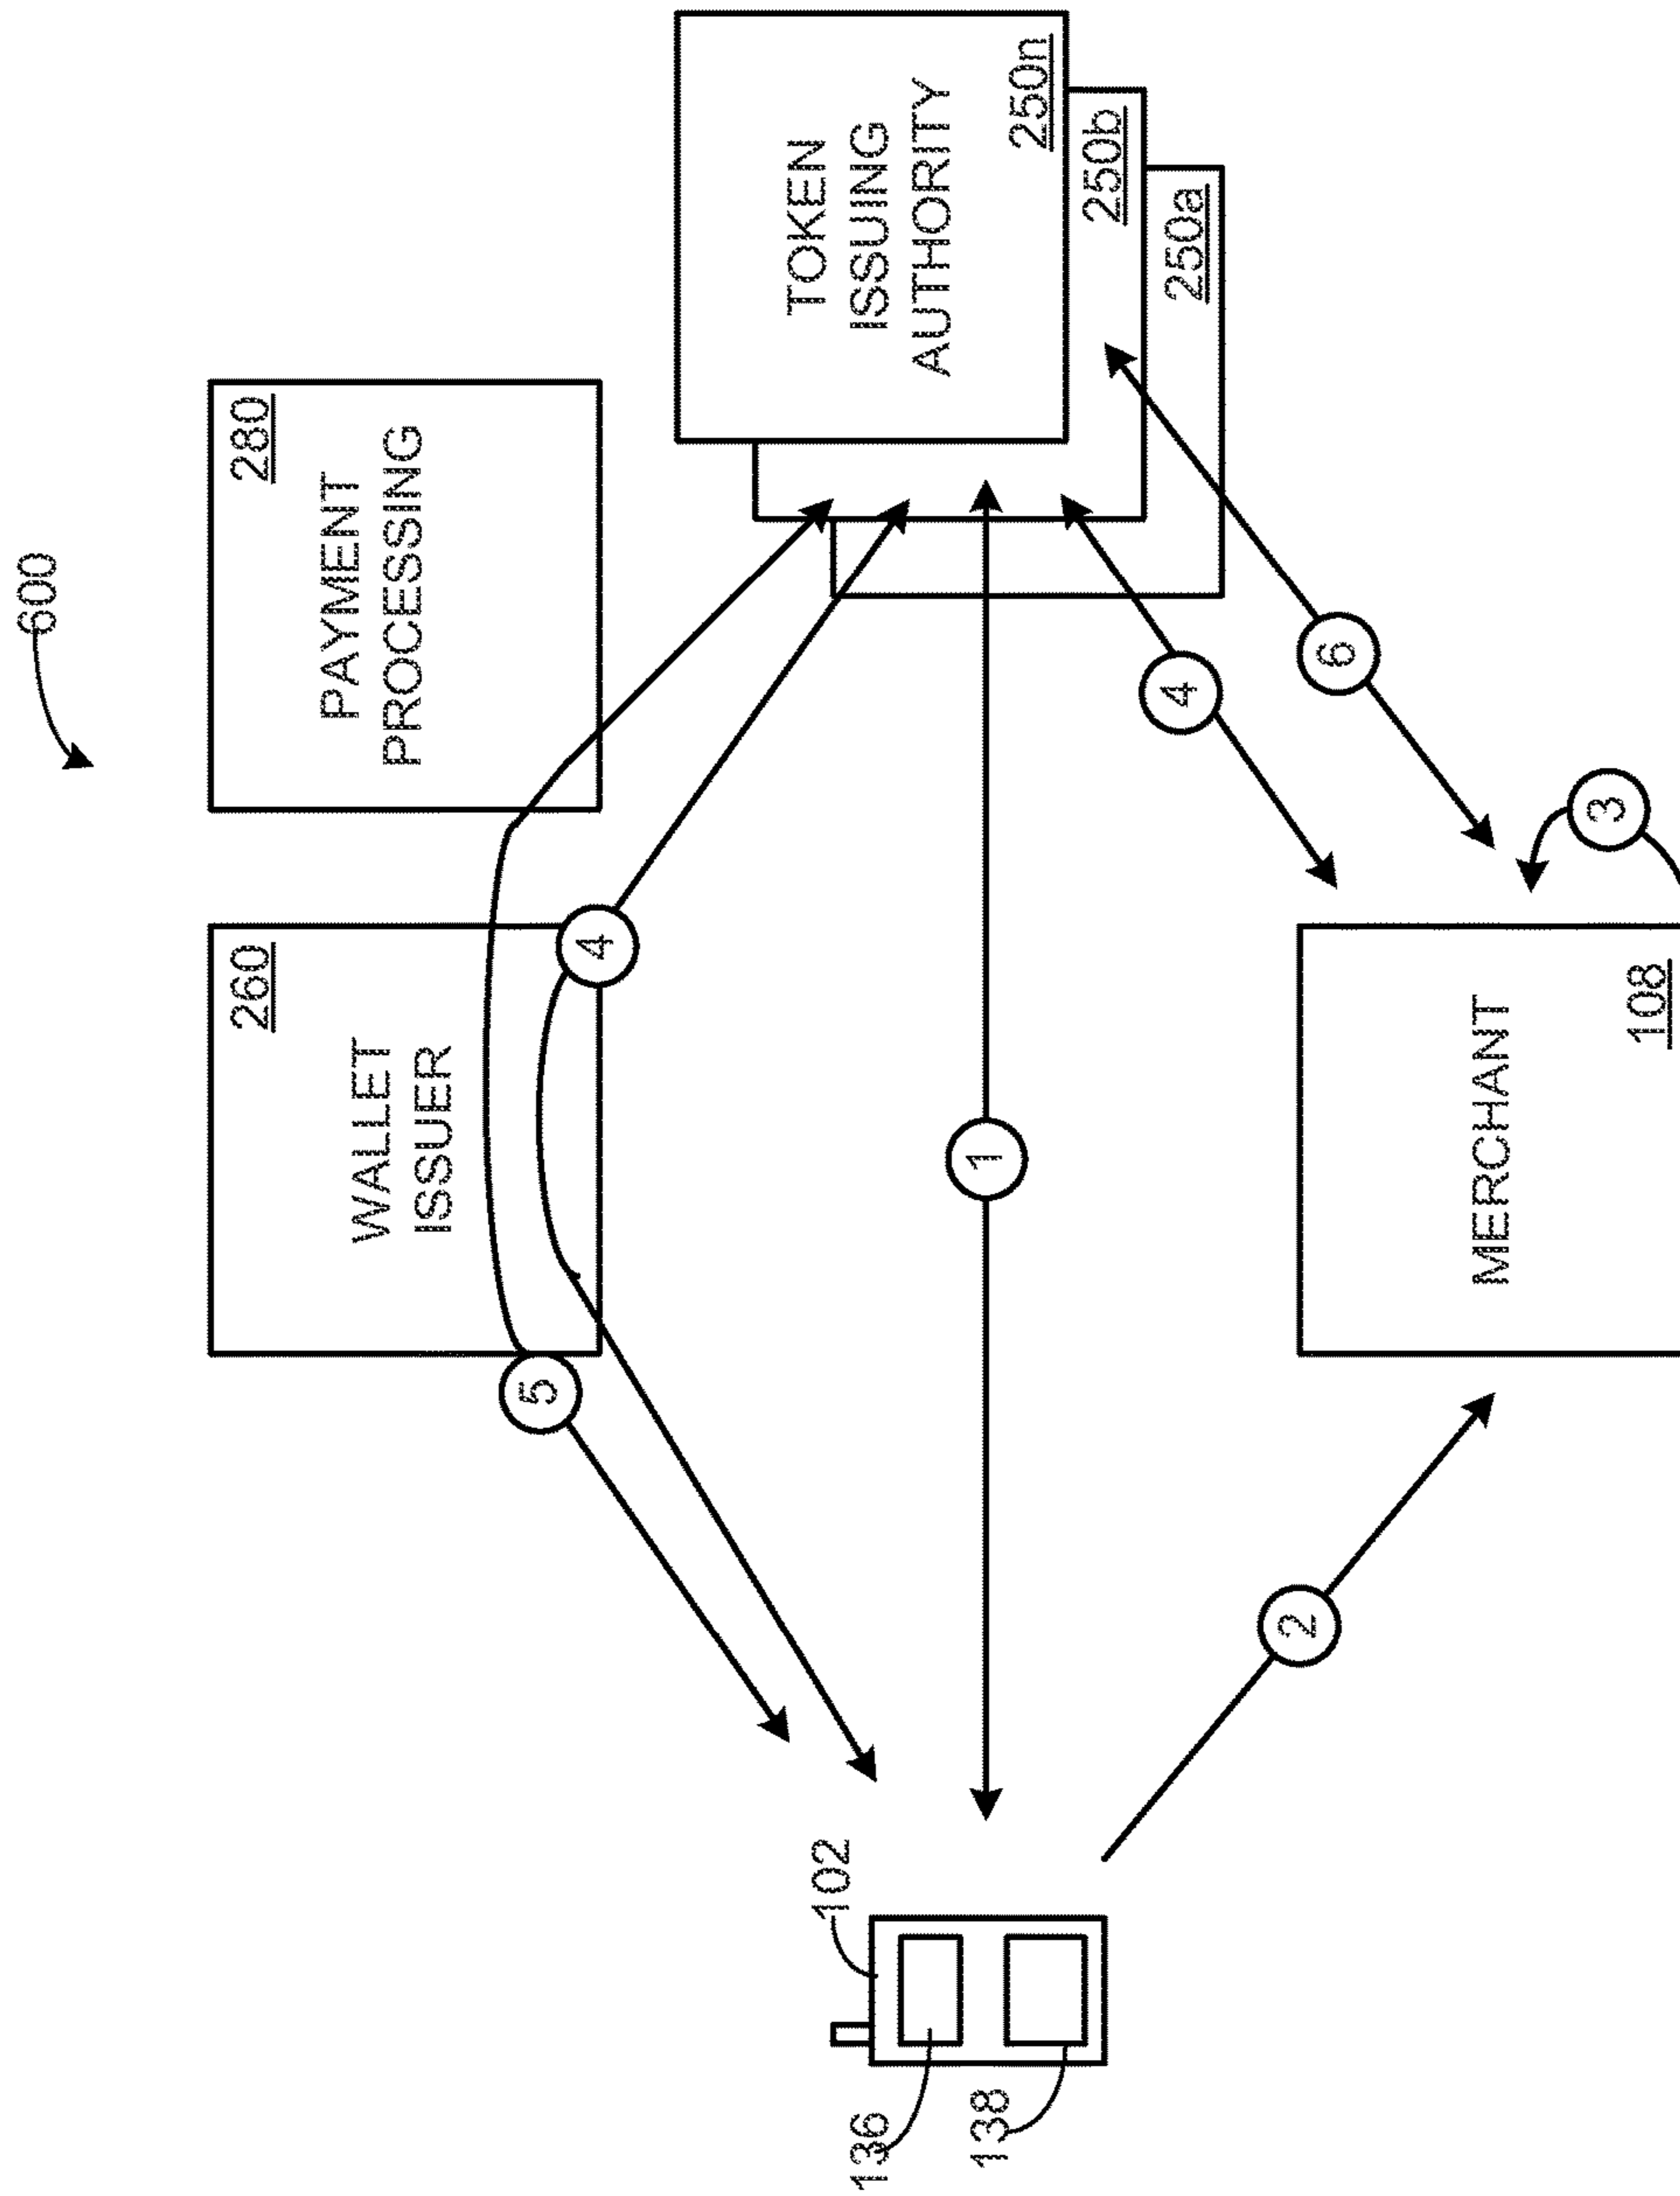 600
260
WALLET
ISSUER
280
PAYMENT
PROCESSING
5
4
102
136
138
1
TOKEN
ISSUING
AUTHORITY
250n
250b
250a
4
2
6
MERCHANT
108
3